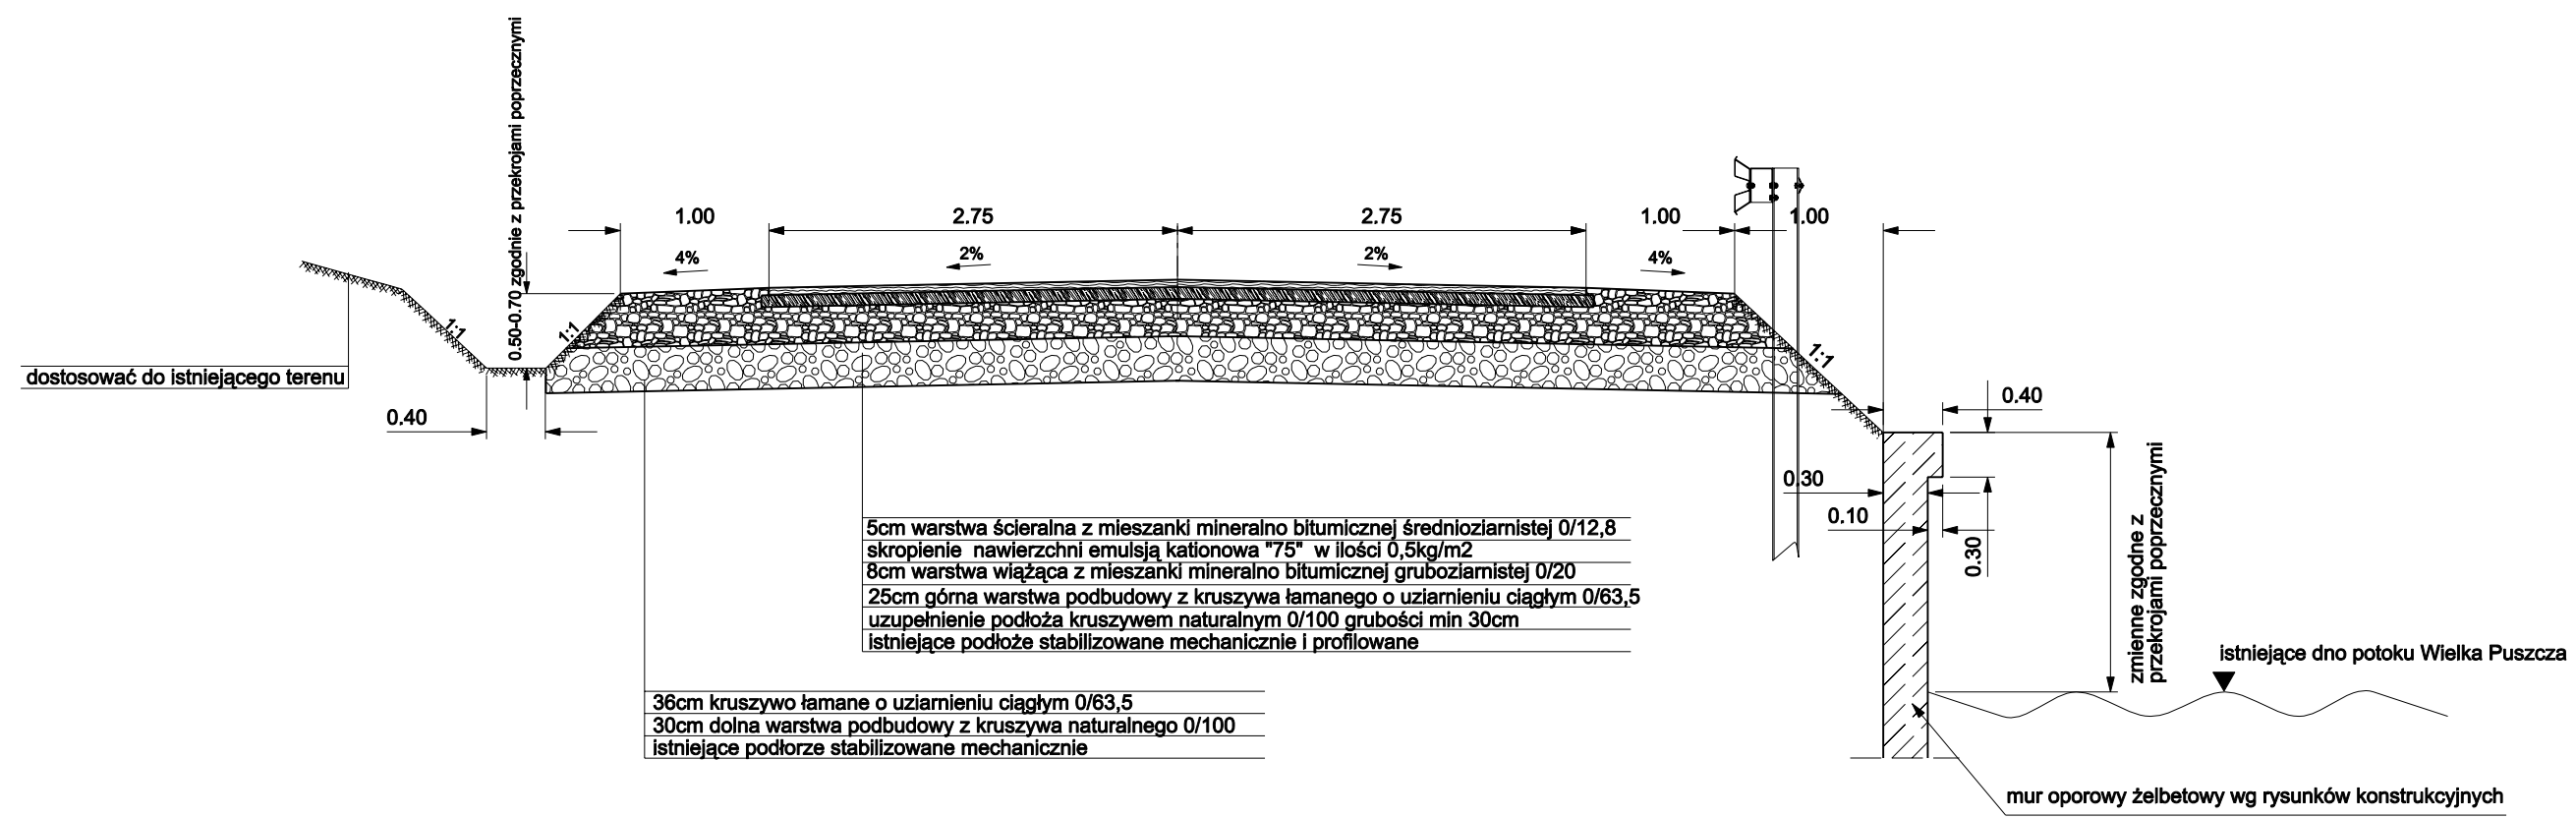 0.50-0.70 zgodnie z przekrojami poprzecznymi
1.00
2.75
2.75
1.00
1.00
4%
2%
2%
4%
1:1
1:1
1:1
dostosować do istniejącego terenu
0.40
0.40
0.30
0.10
0.30
zmienne zgodne z
przekrojami poprzecznymi
5cm warstwa ścieralna z mieszanki mineralno bitumicznej średnioziarnistej 0/12,8
skropienie nawierzchni emulsją kationowa "75" w ilości 0,5kg/m2
8cm warstwa wiążąca z mieszanki mineralno bitumicznej gruboziarnistej 0/20
25cm górna warstwa podbudowy z kruszywa łamanego o uziarnieniu ciągłym 0/63,5
uzupełnienie podłoża kruszywem naturalnym 0/100 grubości min 30cm
istniejące podłoże stabilizowane mechanicznie i profilowane
36cm kruszywo łamane o uziarnieniu ciągłym 0/63,5
30cm dolna warstwa podbudowy z kruszywa naturalnego 0/100
istniejące podłorze stabilizowane mechanicznie
istniejące dno potoku Wielka Puszcza
mur oporowy żelbetowy wg rysunków konstrukcyjnych